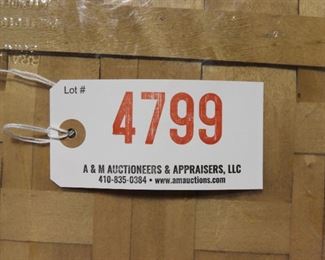 Lot #
4799
A & M AUCTIONEERS & APPRAISERS, LLC
410-835-0384 • www.amauctions.com